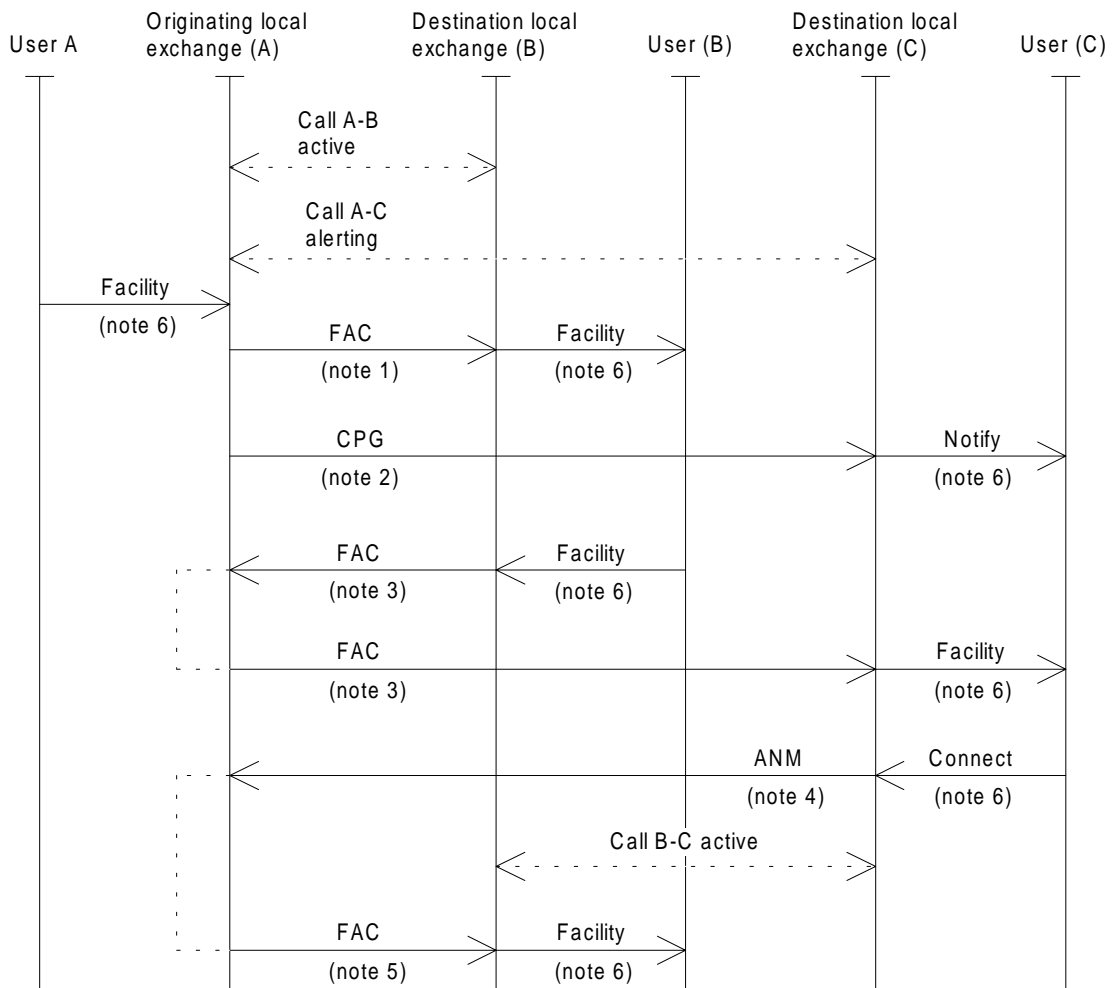 User A
Originating local
exchange (A)
Destination local
exchange (B)
User (B)
Destination local
exchange (C)
User (C)
Call A-B
active
Call A-C
alerting
Facility
(note 6)
FAC
(note 1)
Facility
(note 6)
CPG
(note 2)
Notify
(note 6)
FAC
(note 3)
Facility
(note 6)
FAC
(note 3)
Facility
(note 6)
ANM
(note 4)
Connect
(note 6)
Call B-C active
FAC
(note 5)
Facility
(note 6)